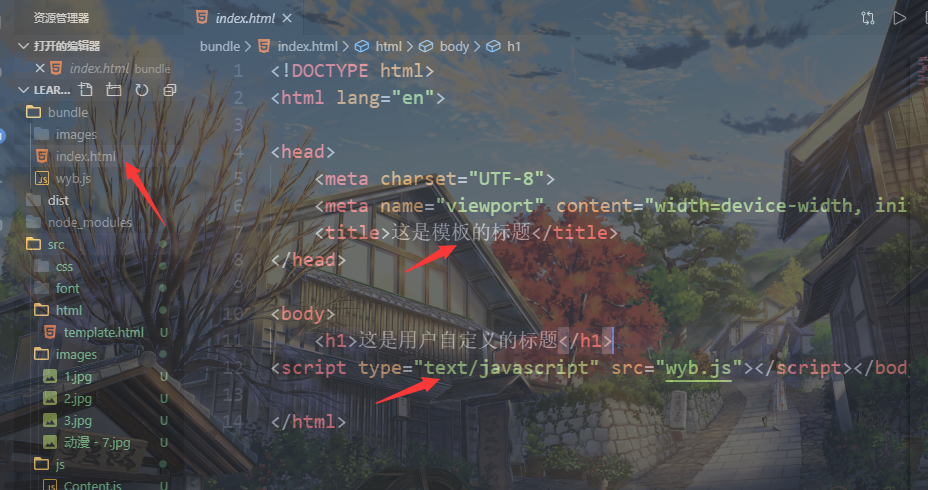 资源管理器
打开的编辑器
index.html bundle
LEAR...
bundle
images
index.html
wyb.js
dist
node_modules
src
css
font
html
template.html U
images
1.jpg U
2.jpg U
3.jpg U
动漫 - 7.jpg U
js
Content.js U
index.html
bundle > index.html > html > body > h1
1 <!DOCTYPE html>
2 <html lang="en">
3
4 <head>
5 <meta charset="UTF-8">
6 <meta name="viewport" content="width=device-width, ini
7 <title>这是模板的标题</title>
8 </head>
9
10 <body>
11 <h1>这是用户自定义的标题</h1>
12 <script type="text/javascript" src="wyb.js"></script></bod
13
14 </html>